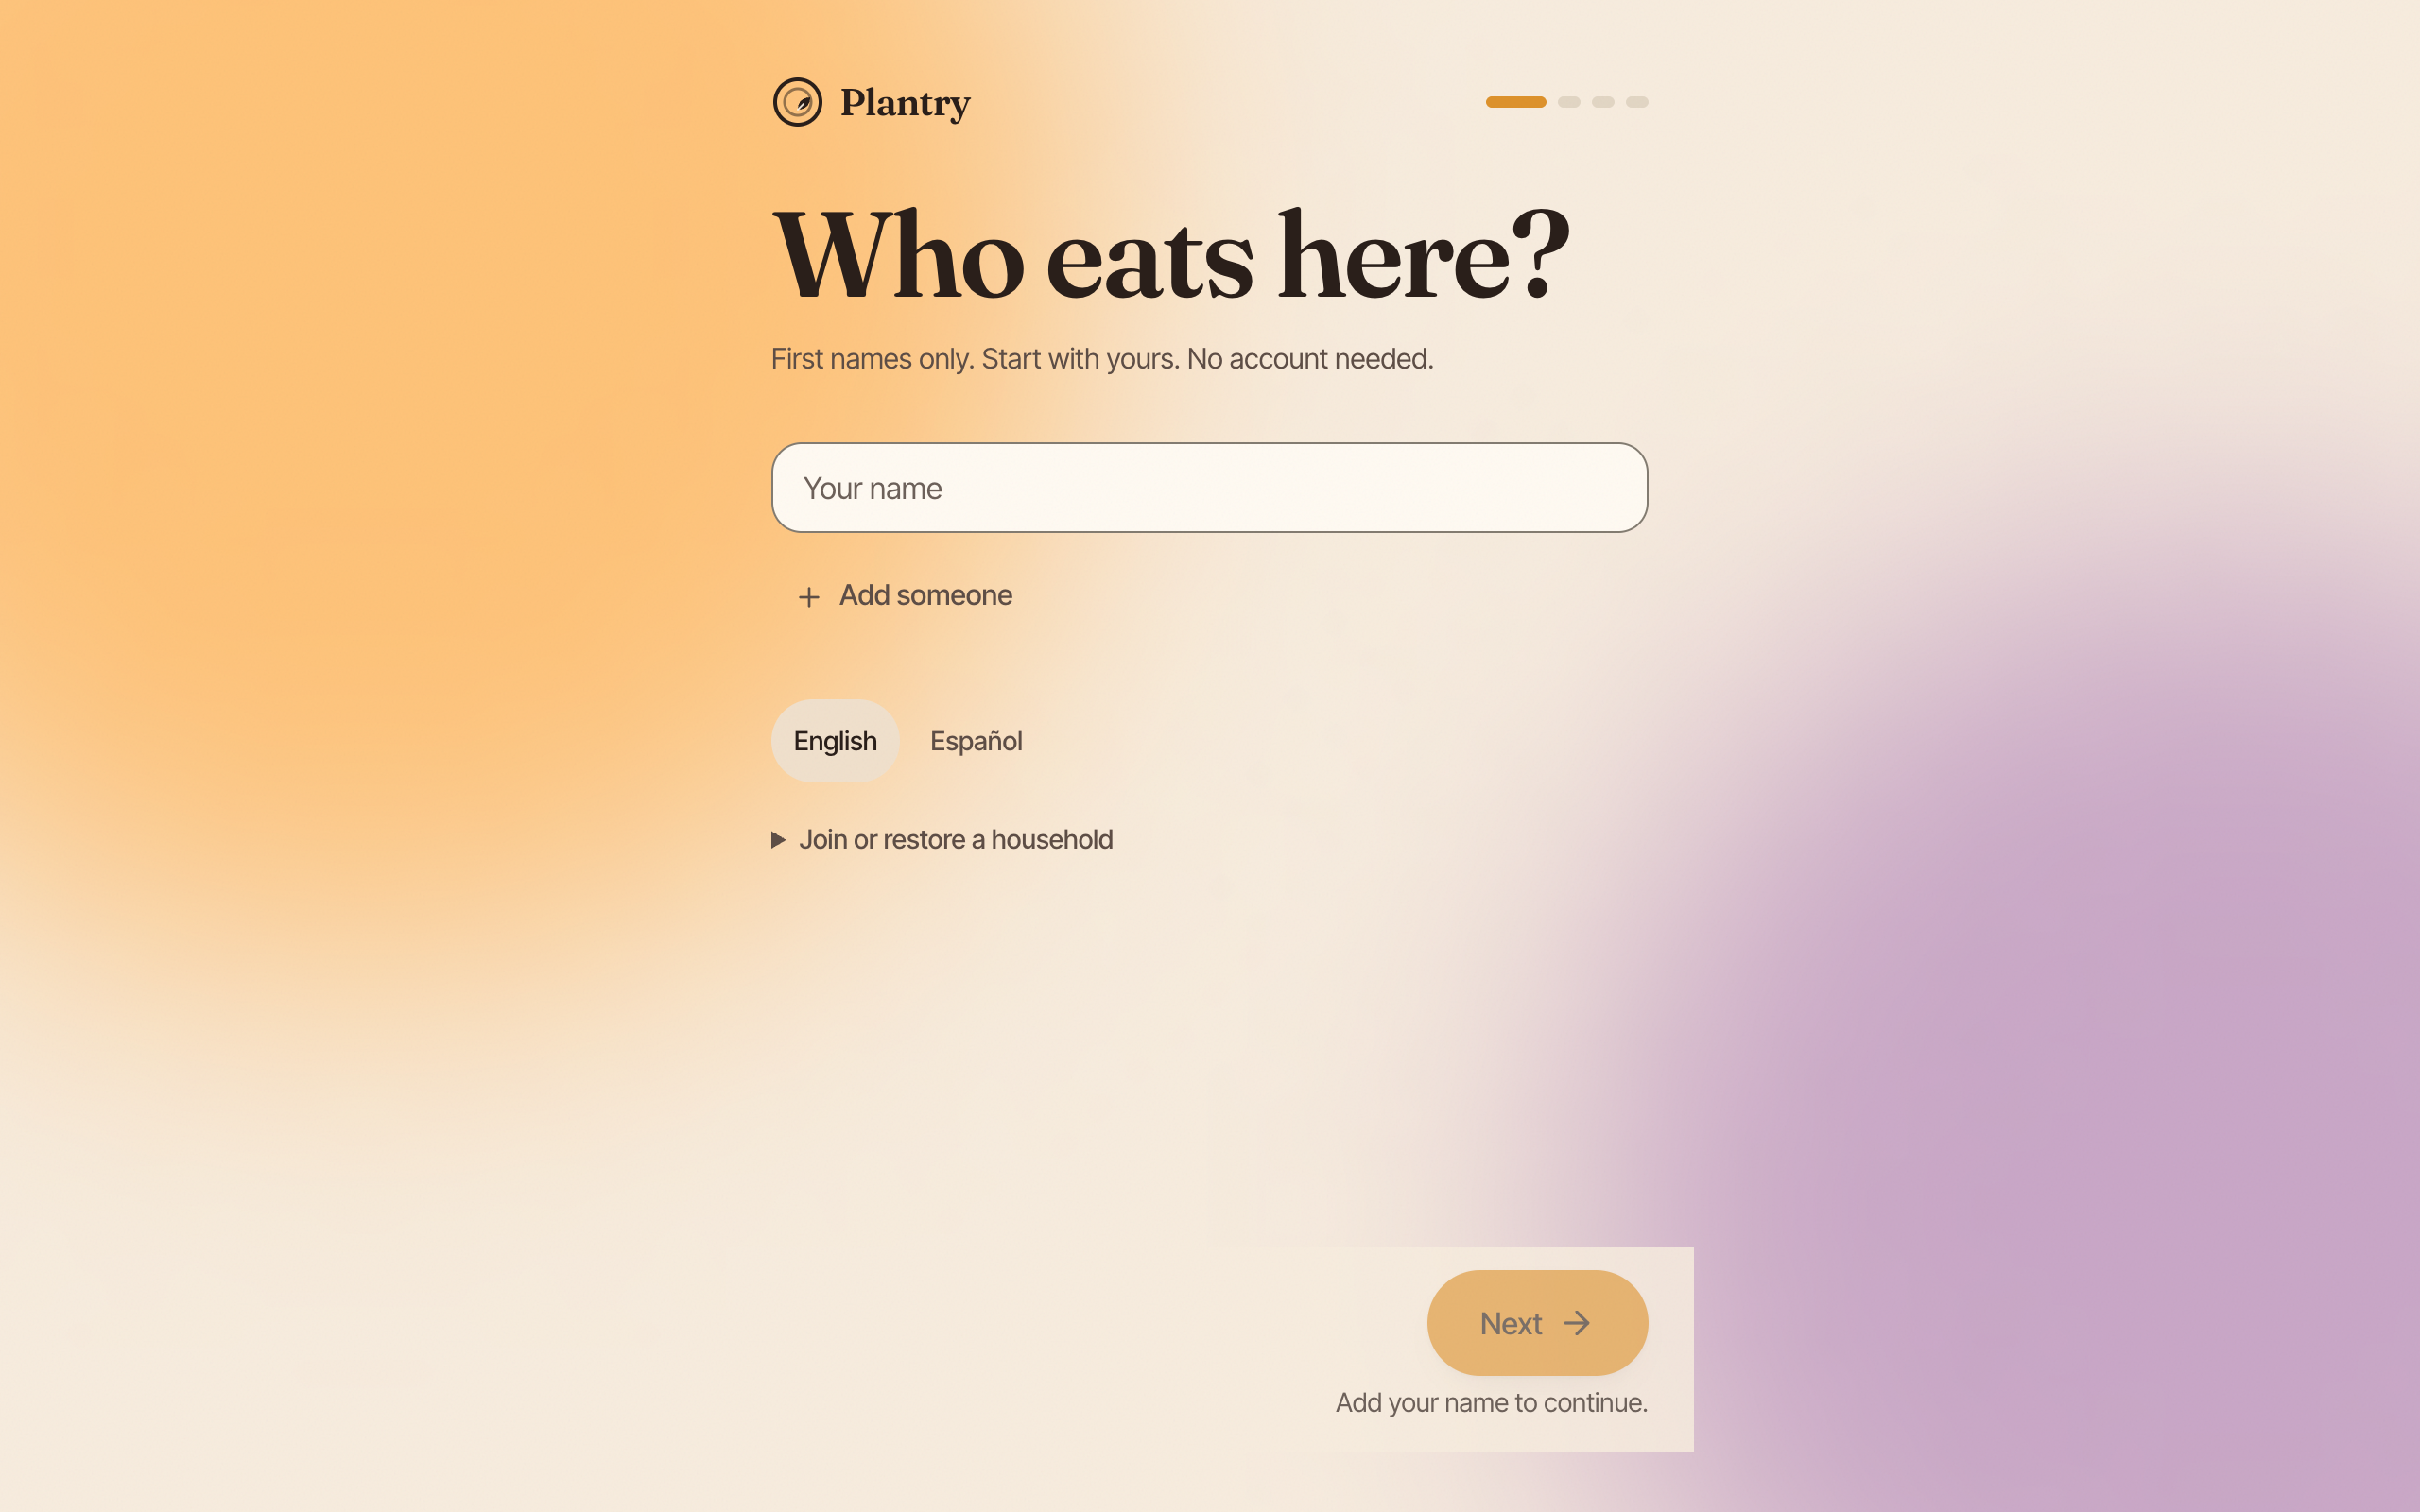 Plantry
Who eats here?
First names only. Start with yours. No account needed.
Your name
+ Add someone
English Español
Join or restore a household
Next
Add your name to continue.